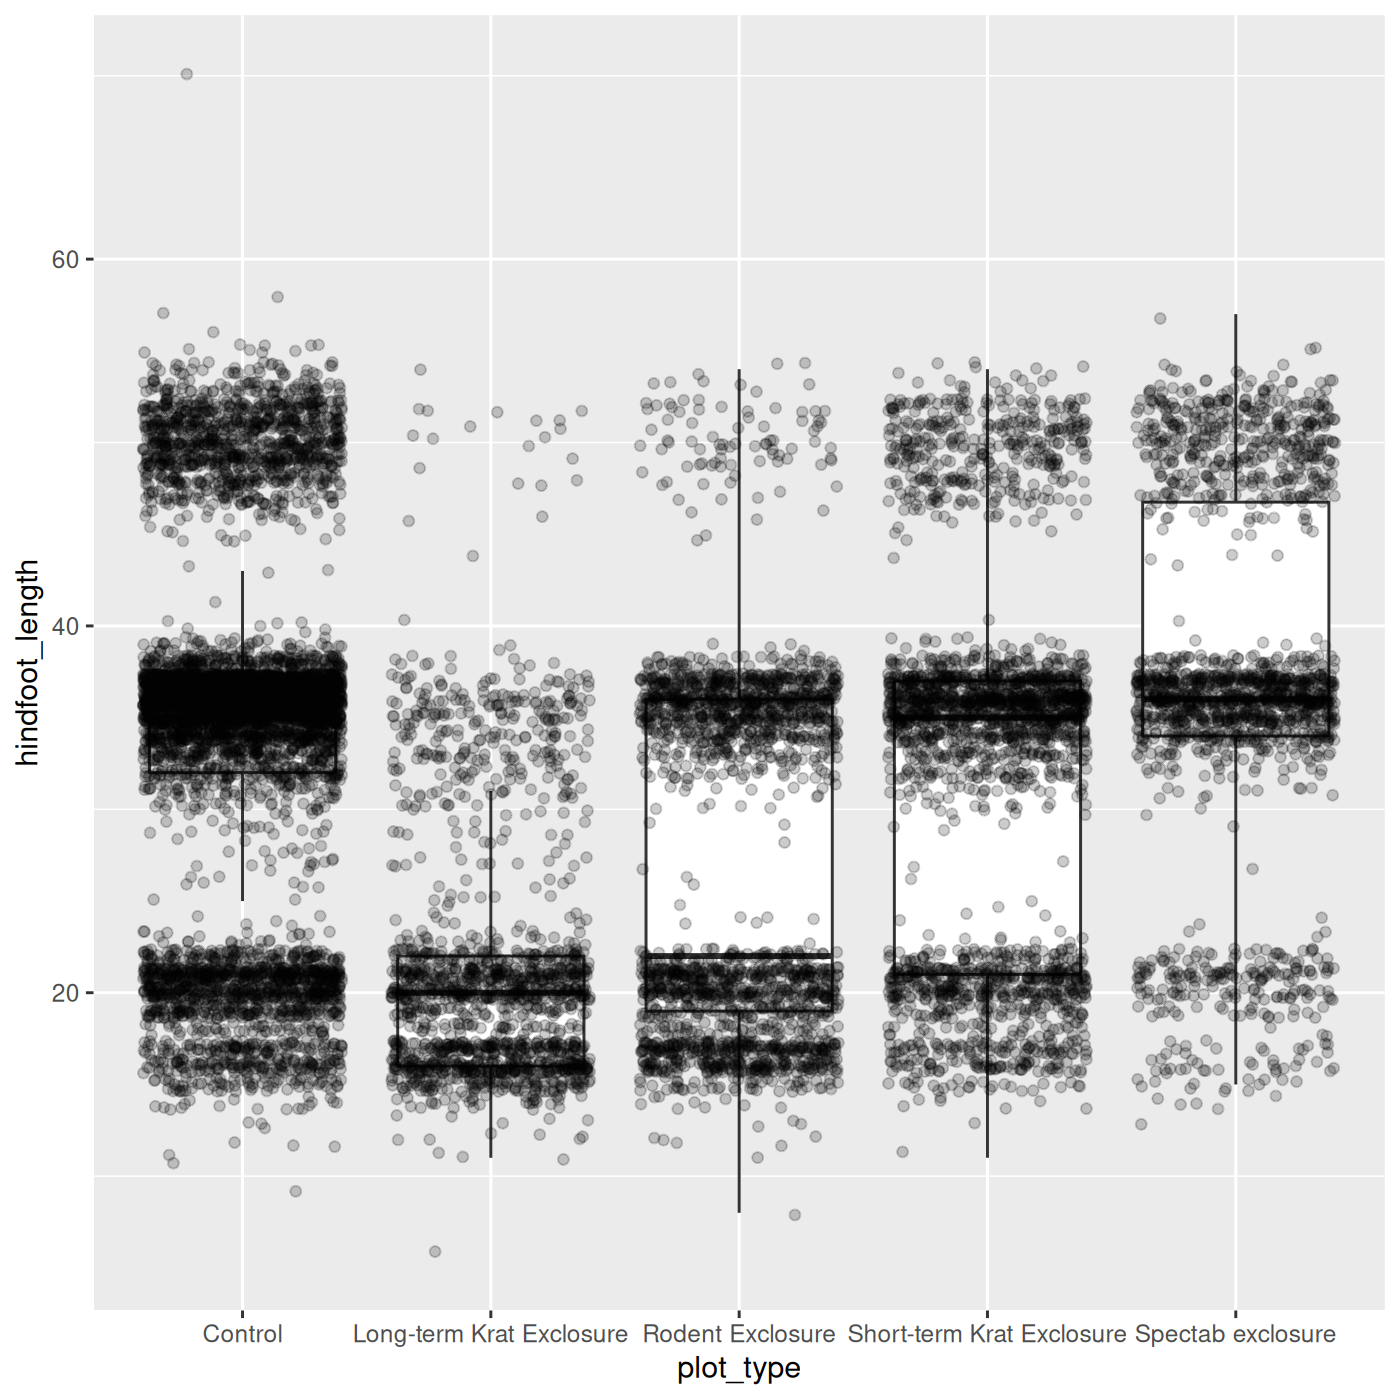 hindfoot_length
60
40
20
Control
Long-term Krat Exclosure
Rodent Exclosure
Short-term Krat Exclosure
Spectab exclosure
plot_type